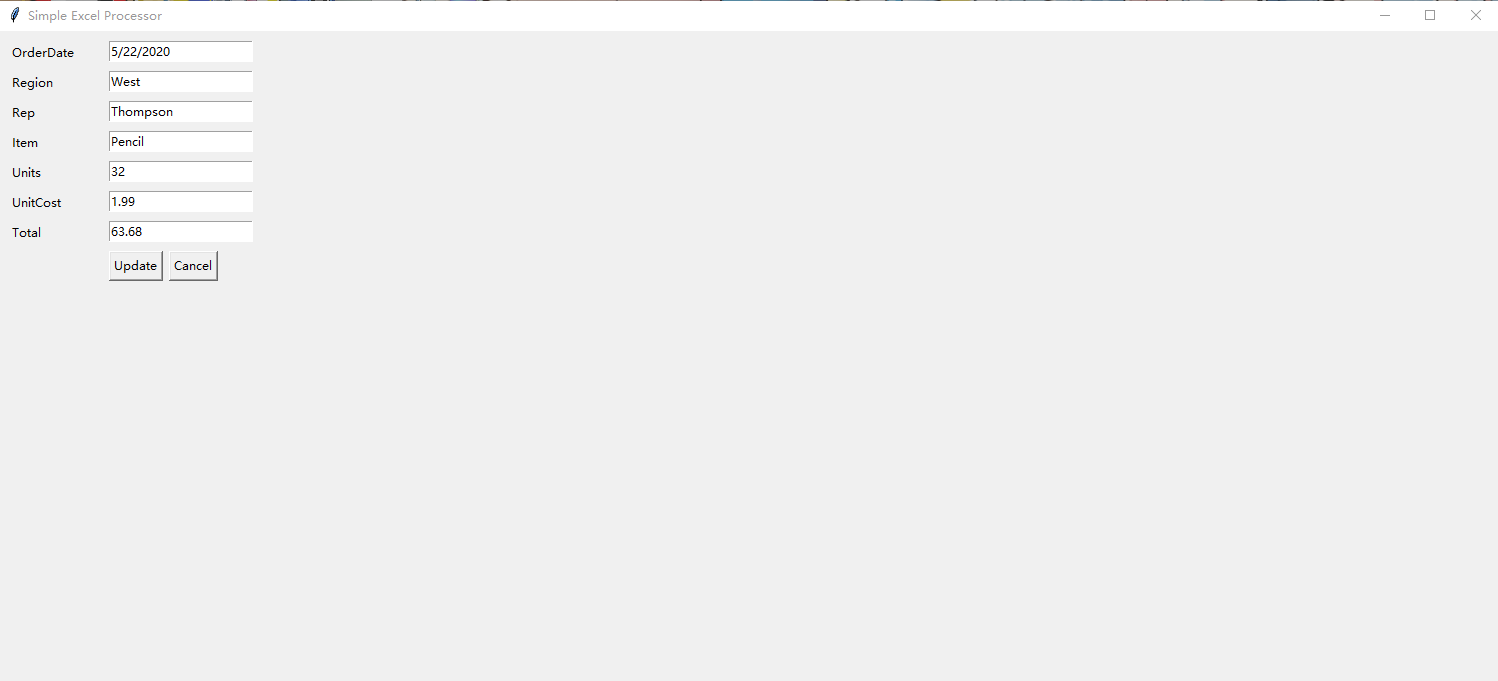 Simple Excel Processor
OrderDate 5/22/2020
Region West
Rep Thompson
Item Pencil
Units 32
UnitCost 1.99
Total 63.68
Update Cancel